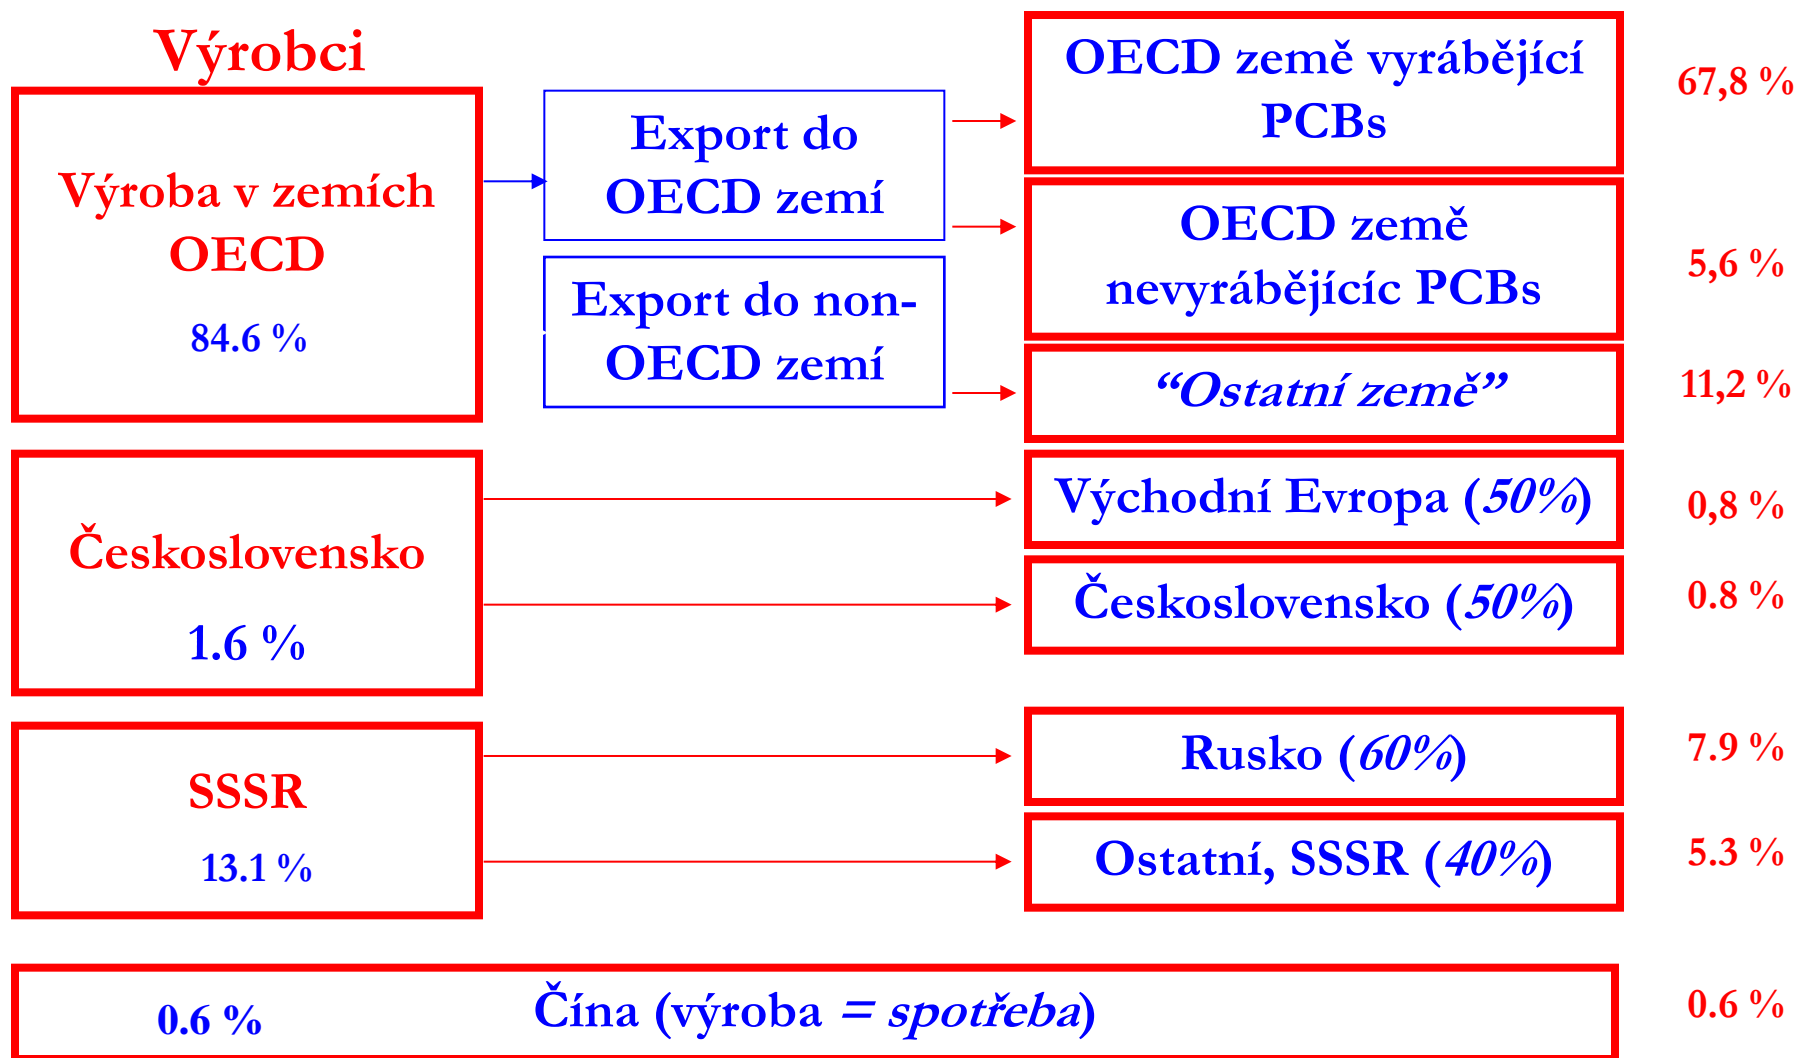 Výrobci
Výroba v zemích
OECD
84.6 %
Export do
OECD zemí
Export do non-
OECD zemí
OECD země vyrábějící
PCBs
67,8 %
OECD země
nevyrábějícíc PCBs
5,6 %
“Ostatní země”
11,2 %
Československo
1.6 %
Východní Evropa (50%)
0,8 %
Československo (50%)
0.8 %
SSSR
13.1 %
Rusko (60%)
7.9 %
Ostatní, SSSR (40%)
5.3 %
0.6 %
Čína (výroba = spotřeba)
0.6 %